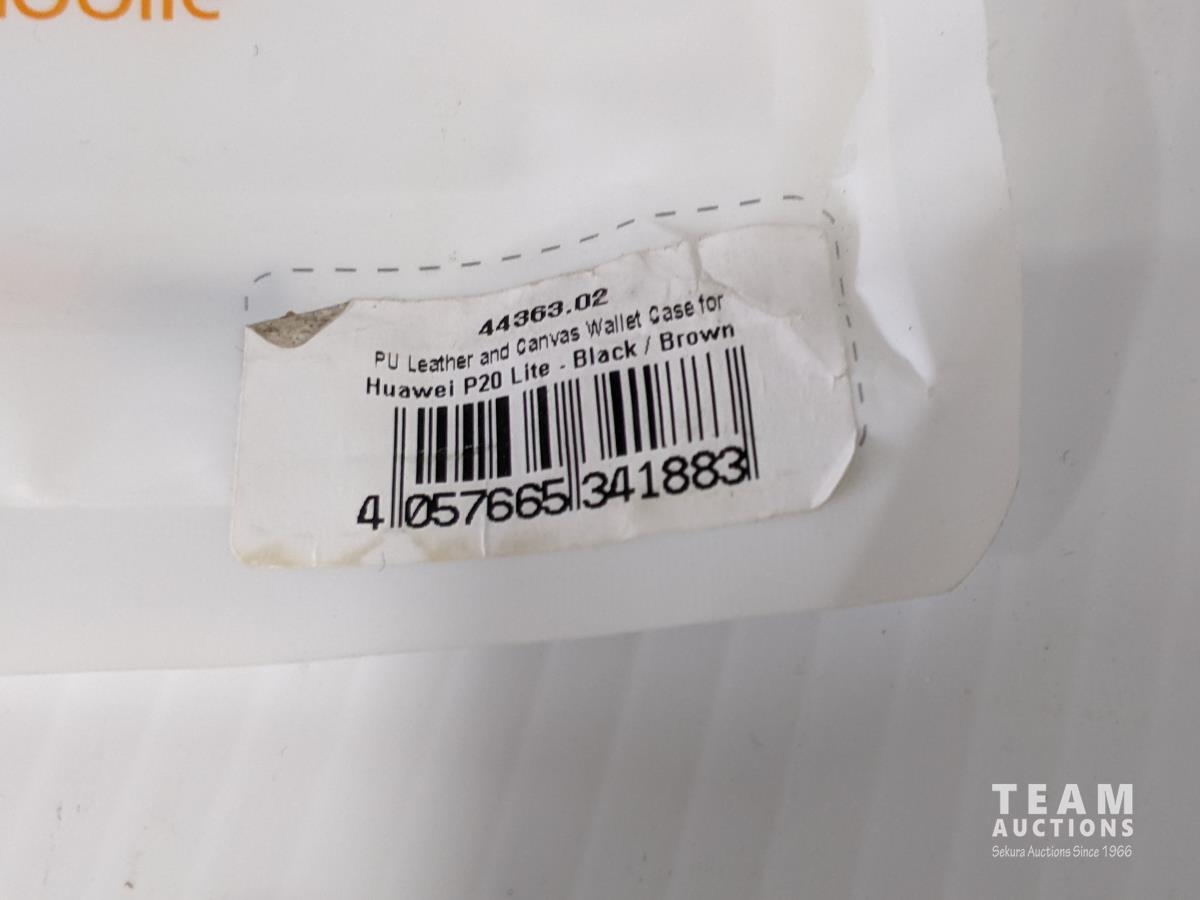 44363.02
PU Leather and Canvas Wallet Case for
Huawei P20 Lite - Black / Brown
4 057665 341883
TEAM
AUCTIONS
Sekura Auctions Since 1966